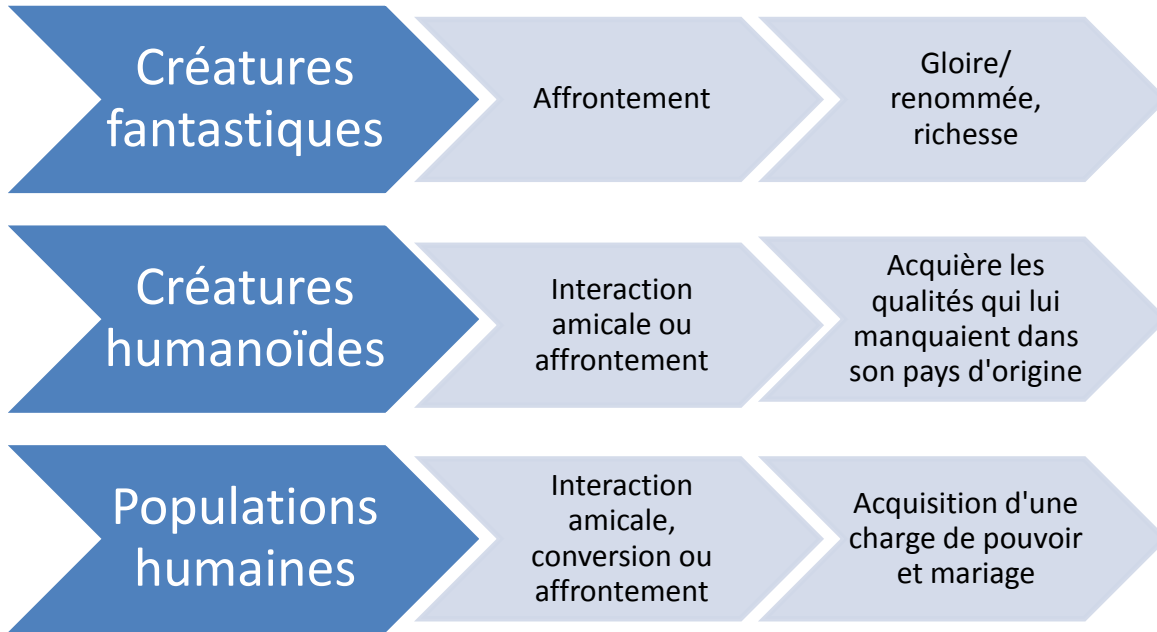 Créatures
fantastiques
Affrontement
Gloire/
renommée,
richesse
Créatures
humanoïdes
Interaction
amicale ou
affrontement
Acquière les
qualités qui lui
manquaient dans
son pays d'origine
Populations
humaines
Interaction
amicale,
conversion ou
affrontement
Acquisition d'une
charge de pouvoir
et mariage